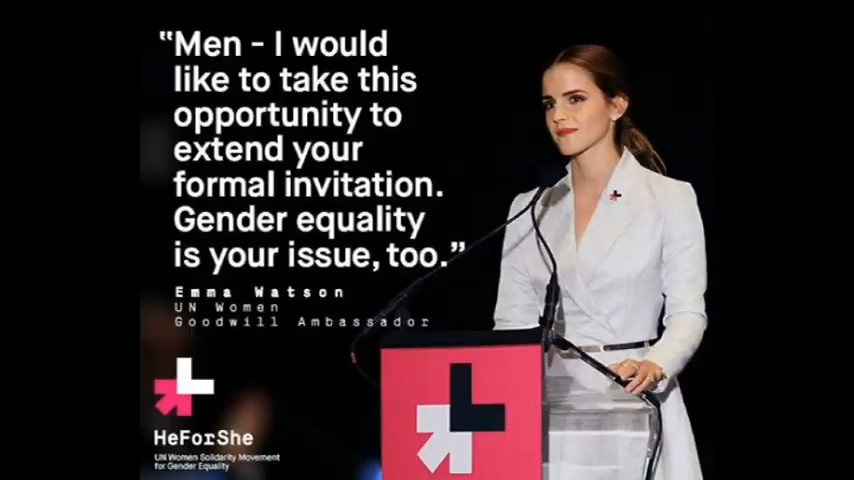 “Men - I would
like to take this
opportunity to
extend your
formal invitation.
Gender equality
is your issue, too.”
Emma Watson
UN Women
Goodwill Ambassador
HeForShe
UN Women Solidarity Movement
for Gender Equality